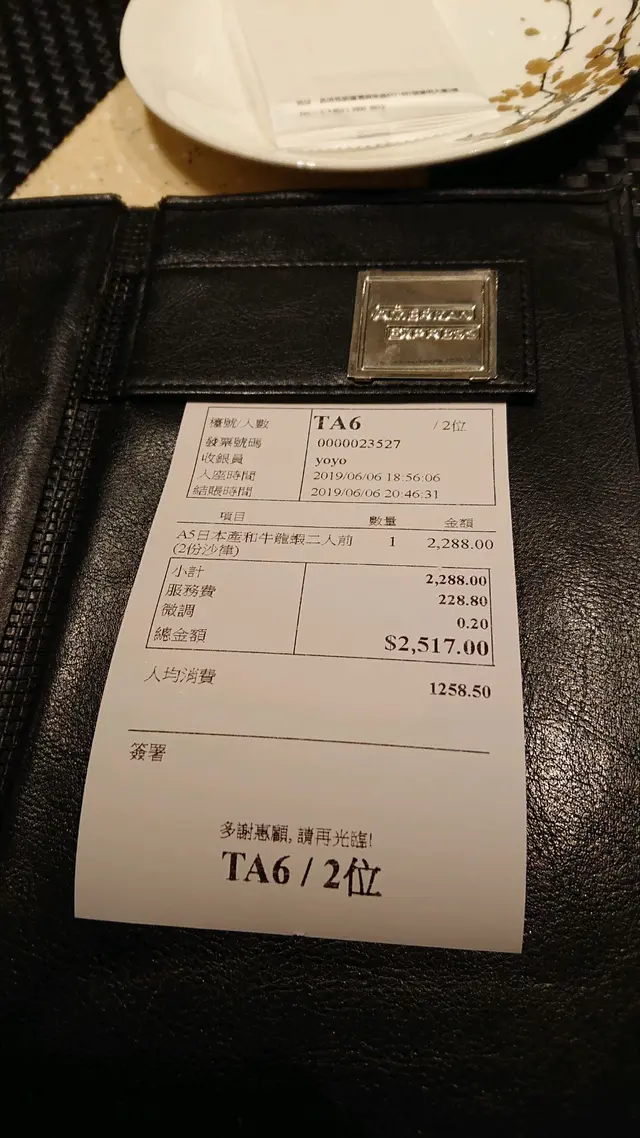 AMERICAN
EXPRESS
檯號/人數 TA6 / 2位
發票號碼 0000023527
收銀員 yoyo
入座時間 2019/06/06 18:56:06
結賬時間 2019/06/06 20:46:31
項目 數量 金額
A5日本產和牛龍蝦二人前 1 2,288.00
(2份沙律)
小計 2,288.00
服務費 228.80
微調 0.20
總金額 $2,517.00
人均消費 1258.50
簽署
多謝惠顧, 請再光臨!
TA6 / 2位